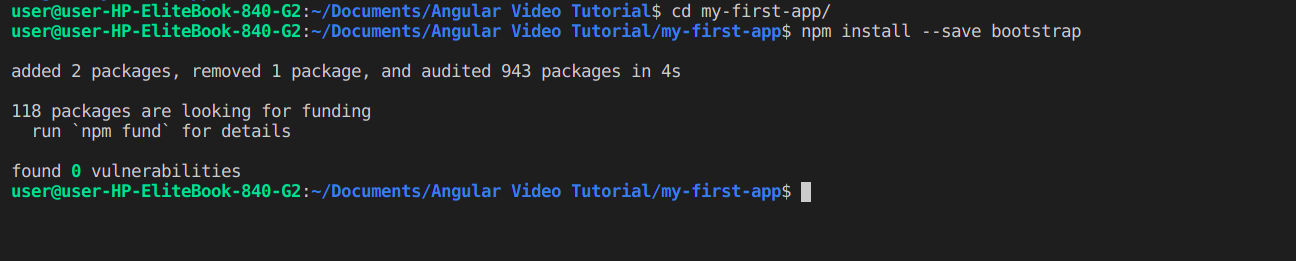 user@user-HP-EliteBook-840-G2:~/Documents/Angular Video Tutorial$ cd my-first-app/
user@user-HP-EliteBook-840-G2:~/Documents/Angular Video Tutorial/my-first-app$ npm install --save bootstrap
added 2 packages, removed 1 package, and audited 943 packages in 4s
118 packages are looking for funding
  run `npm fund` for details
found 0 vulnerabilities
user@user-HP-EliteBook-840-G2:~/Documents/Angular Video Tutorial/my-first-app$